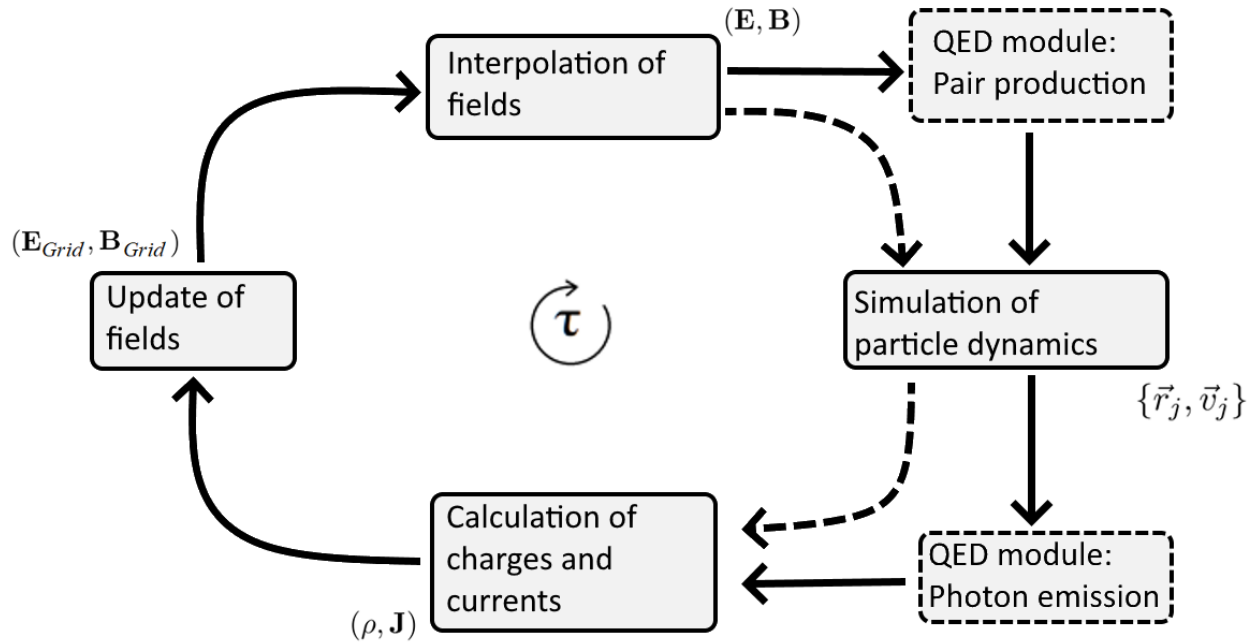 (E, B)
Interpolation of
fields
QED module:
Pair production
(E_Grid, B_Grid)
Update of
fields
τ
Simulation of
particle dynamics
{r⃗_j, v⃗_j}
Calculation of
charges and
currents
QED module:
Photon emission
(ρ, J)